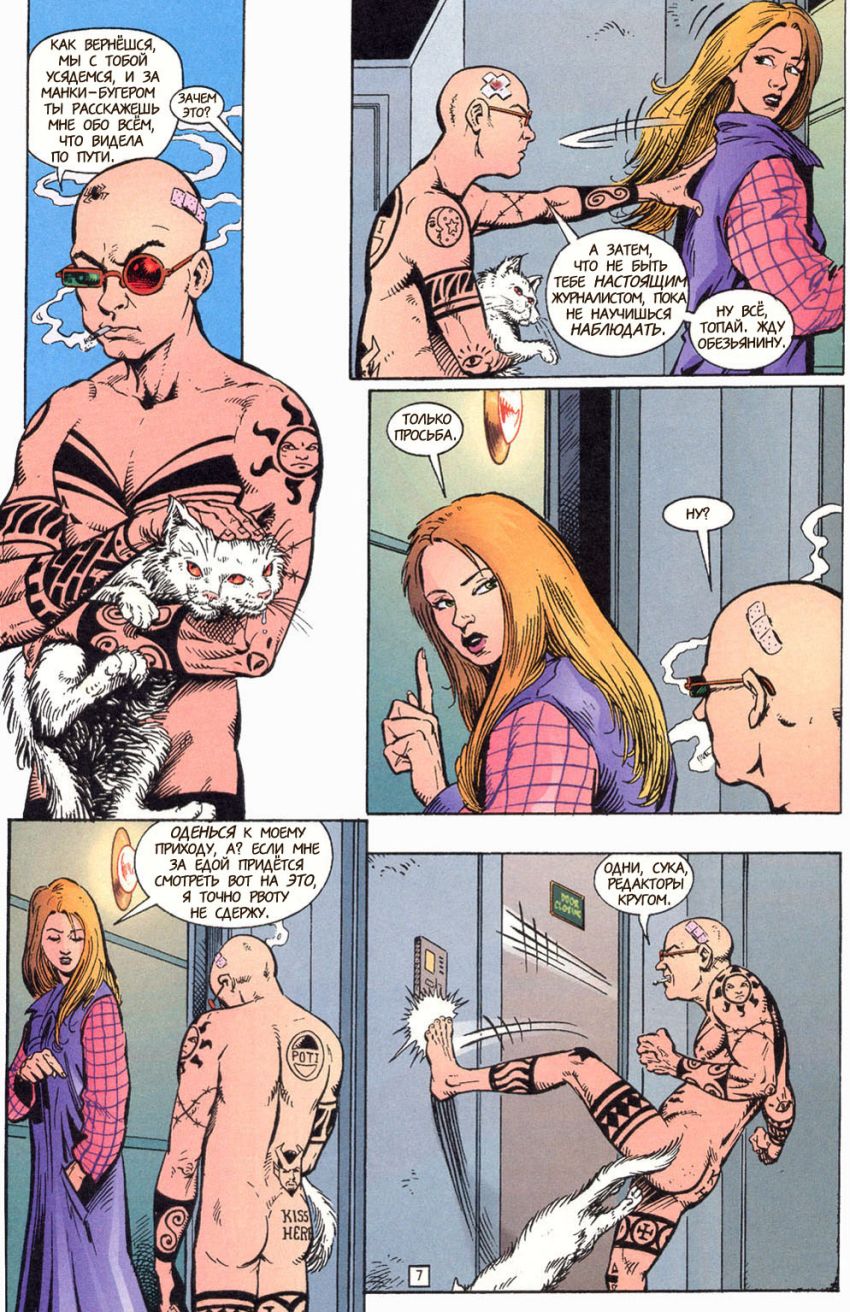 КАК ВЕРНЁШСЯ,
МЫ С ТОБОЙ
УСЯДЕМСЯ, И ЗА
МАНКИ-БУГЕРОМ
ТЫ РАССКАЖЕШЬ
МНЕ ОБО ВСЁМ,
ЧТО ВИДЕЛА
ПО ПУТИ.
ЗАЧЕМ
ЭТО?
А ЗАТЕМ,
ЧТО НЕ БЫТЬ
ТЕБЕ НАСТОЯЩИМ
ЖУРНАЛИСТОМ, ПОКА
НЕ НАУЧИШЬСЯ
НАБЛЮДАТЬ.
НУ ВСЁ,
ТОПАЙ. ЖДУ
ОБЕЗЬЯНИНУ.
ТОЛЬКО
ПРОСЬБА.
НУ?
ОДЕНЬСЯ К МОЕМУ
ПРИХОДУ, А? ЕСЛИ МНЕ
ЗА ЕДОЙ ПРИДЁТСЯ
СМОТРЕТЬ ВОТ НА ЭТО,
Я ТОЧНО РВОТУ
НЕ СДЕРЖУ.
POTI
KISS
HERE
ОДНИ, СУКА,
РЕДАКТОРЫ
КРУГОМ.
DOOR
CLOSING
7